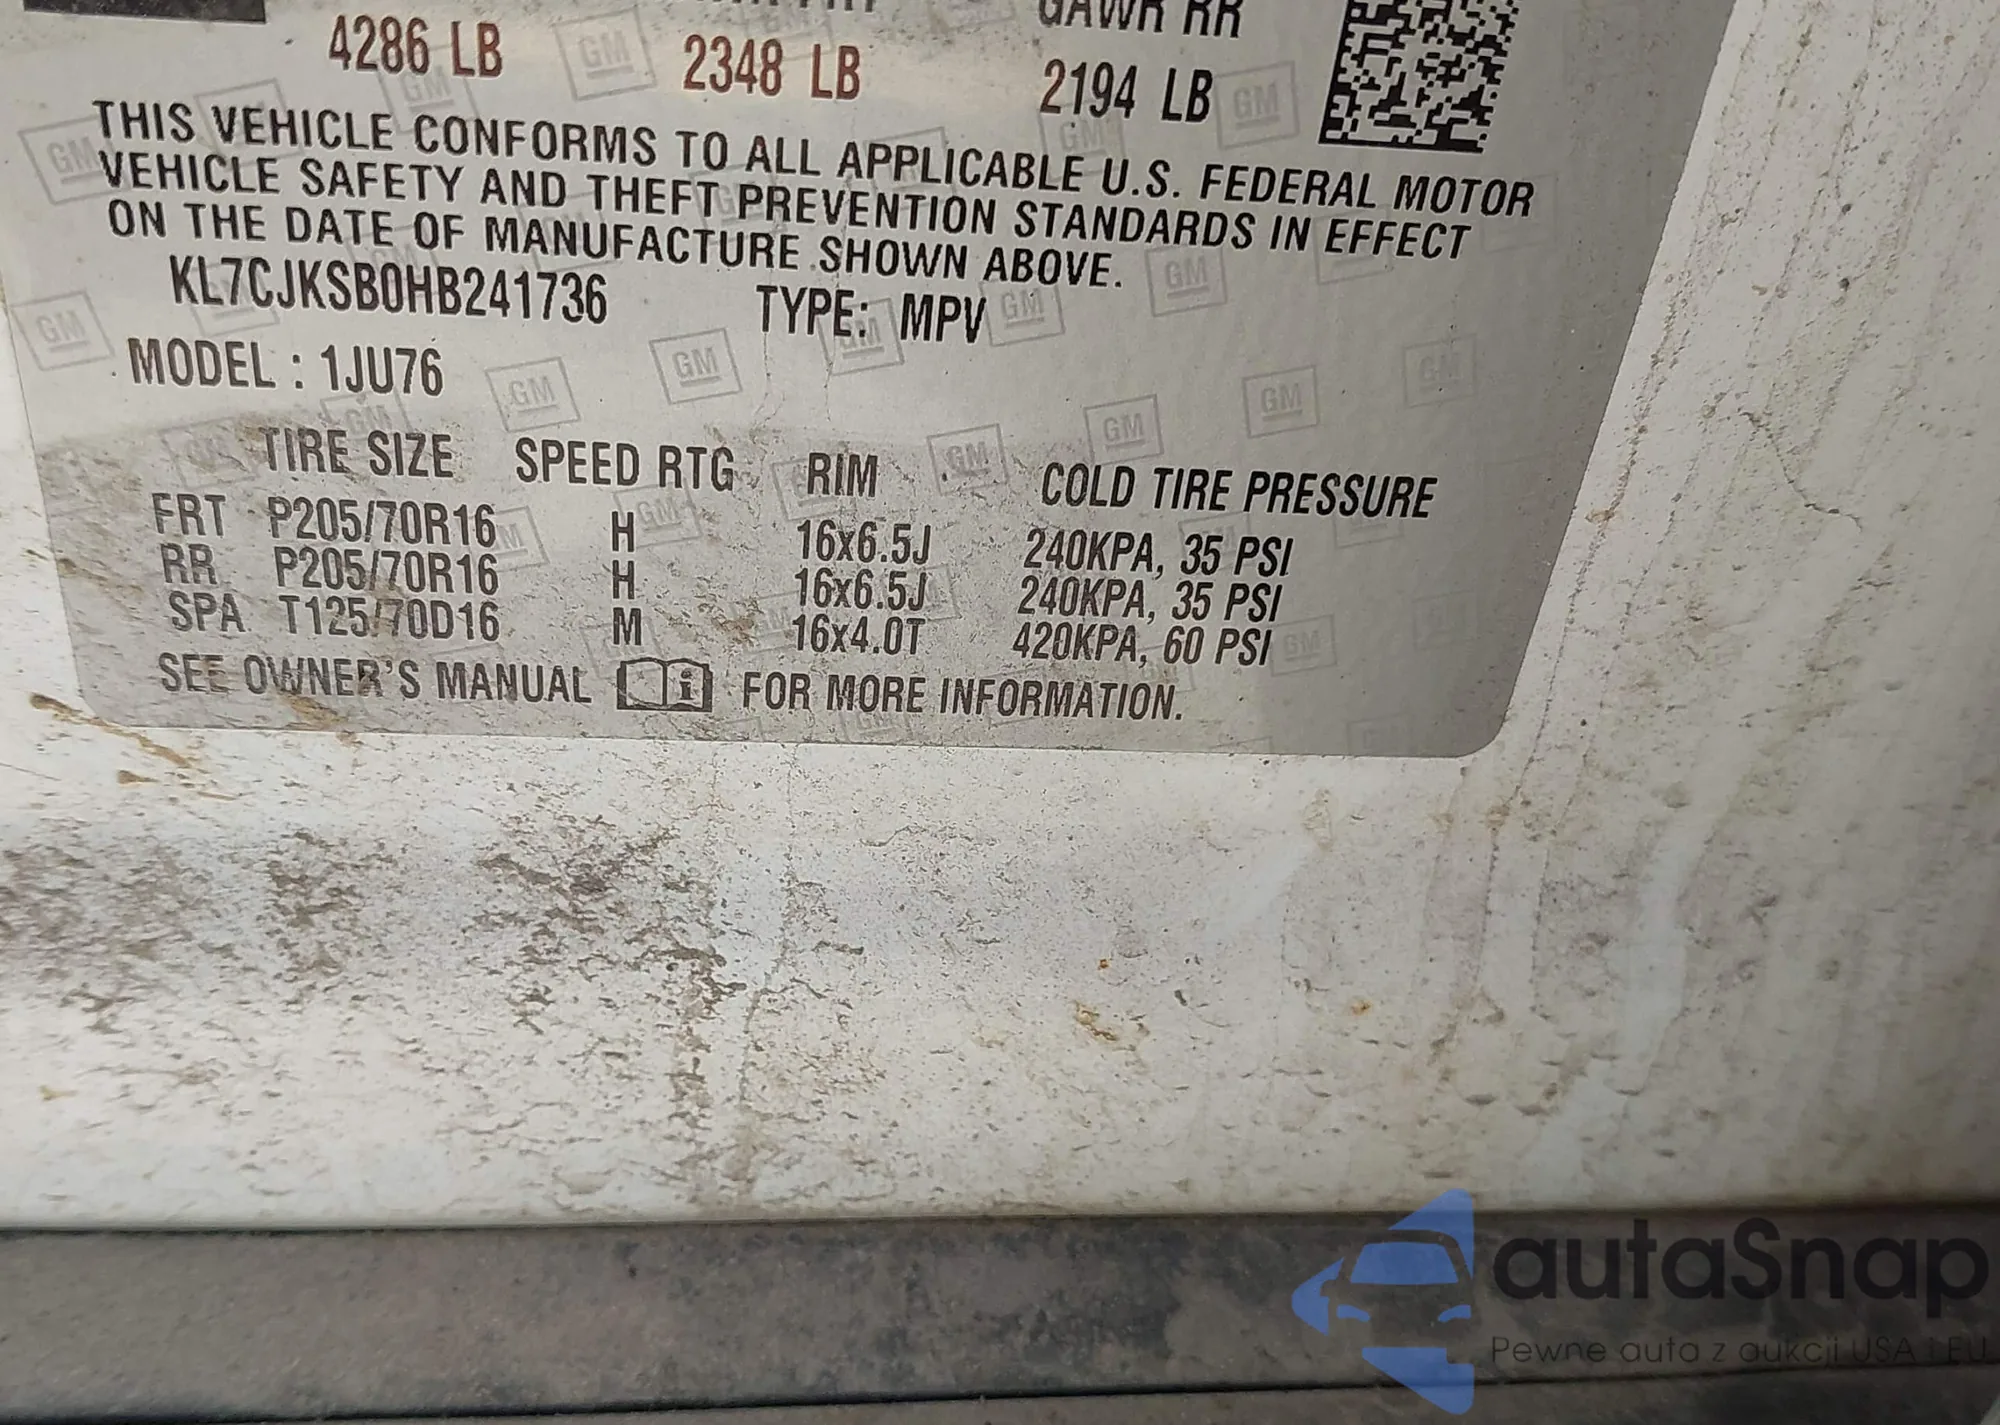 GAWR RR
4286 LB 2348 LB 2194 LB
THIS VEHICLE CONFORMS TO ALL APPLICABLE U.S. FEDERAL MOTOR
VEHICLE SAFETY AND THEFT PREVENTION STANDARDS IN EFFECT
ON THE DATE OF MANUFACTURE SHOWN ABOVE.
KL7CJKSB0HB241736 TYPE: MPV
MODEL : 1JU76
TIRE SIZE SPEED RTG RIM COLD TIRE PRESSURE
FRT P205/70R16 H 16x6.5J 240KPA, 35 PSI
RR P205/70R16 H 16x6.5J 240KPA, 35 PSI
SPA T125/70D16 M 16x4.0T 420KPA, 60 PSI
SEE OWNER'S MANUAL i FOR MORE INFORMATION.
autaSnap
Pewne auta z aukcji USA i EU